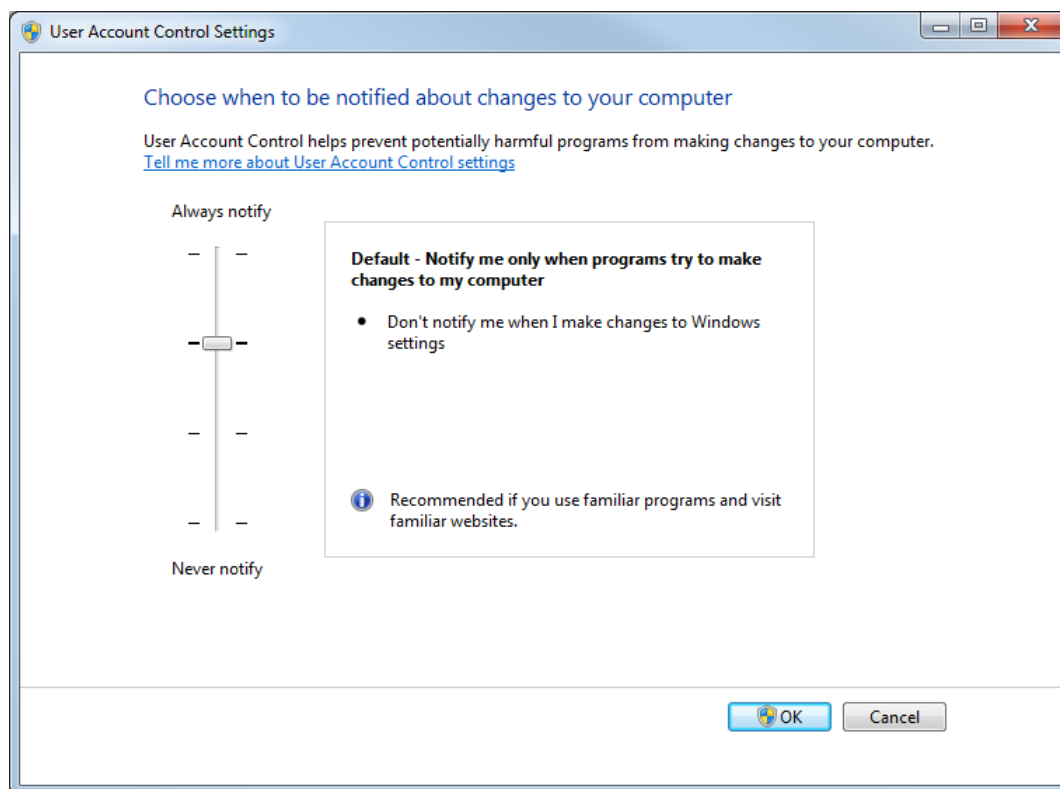 User Account Control Settings
Choose when to be notified about changes to your computer
User Account Control helps prevent potentially harmful programs from making changes to your computer.
Tell me more about User Account Control settings
Always notify
Default - Notify me only when programs try to make
changes to my computer
• Don't notify me when I make changes to Windows
settings
Recommended if you use familiar programs and visit
familiar websites.
Never notify
OK Cancel